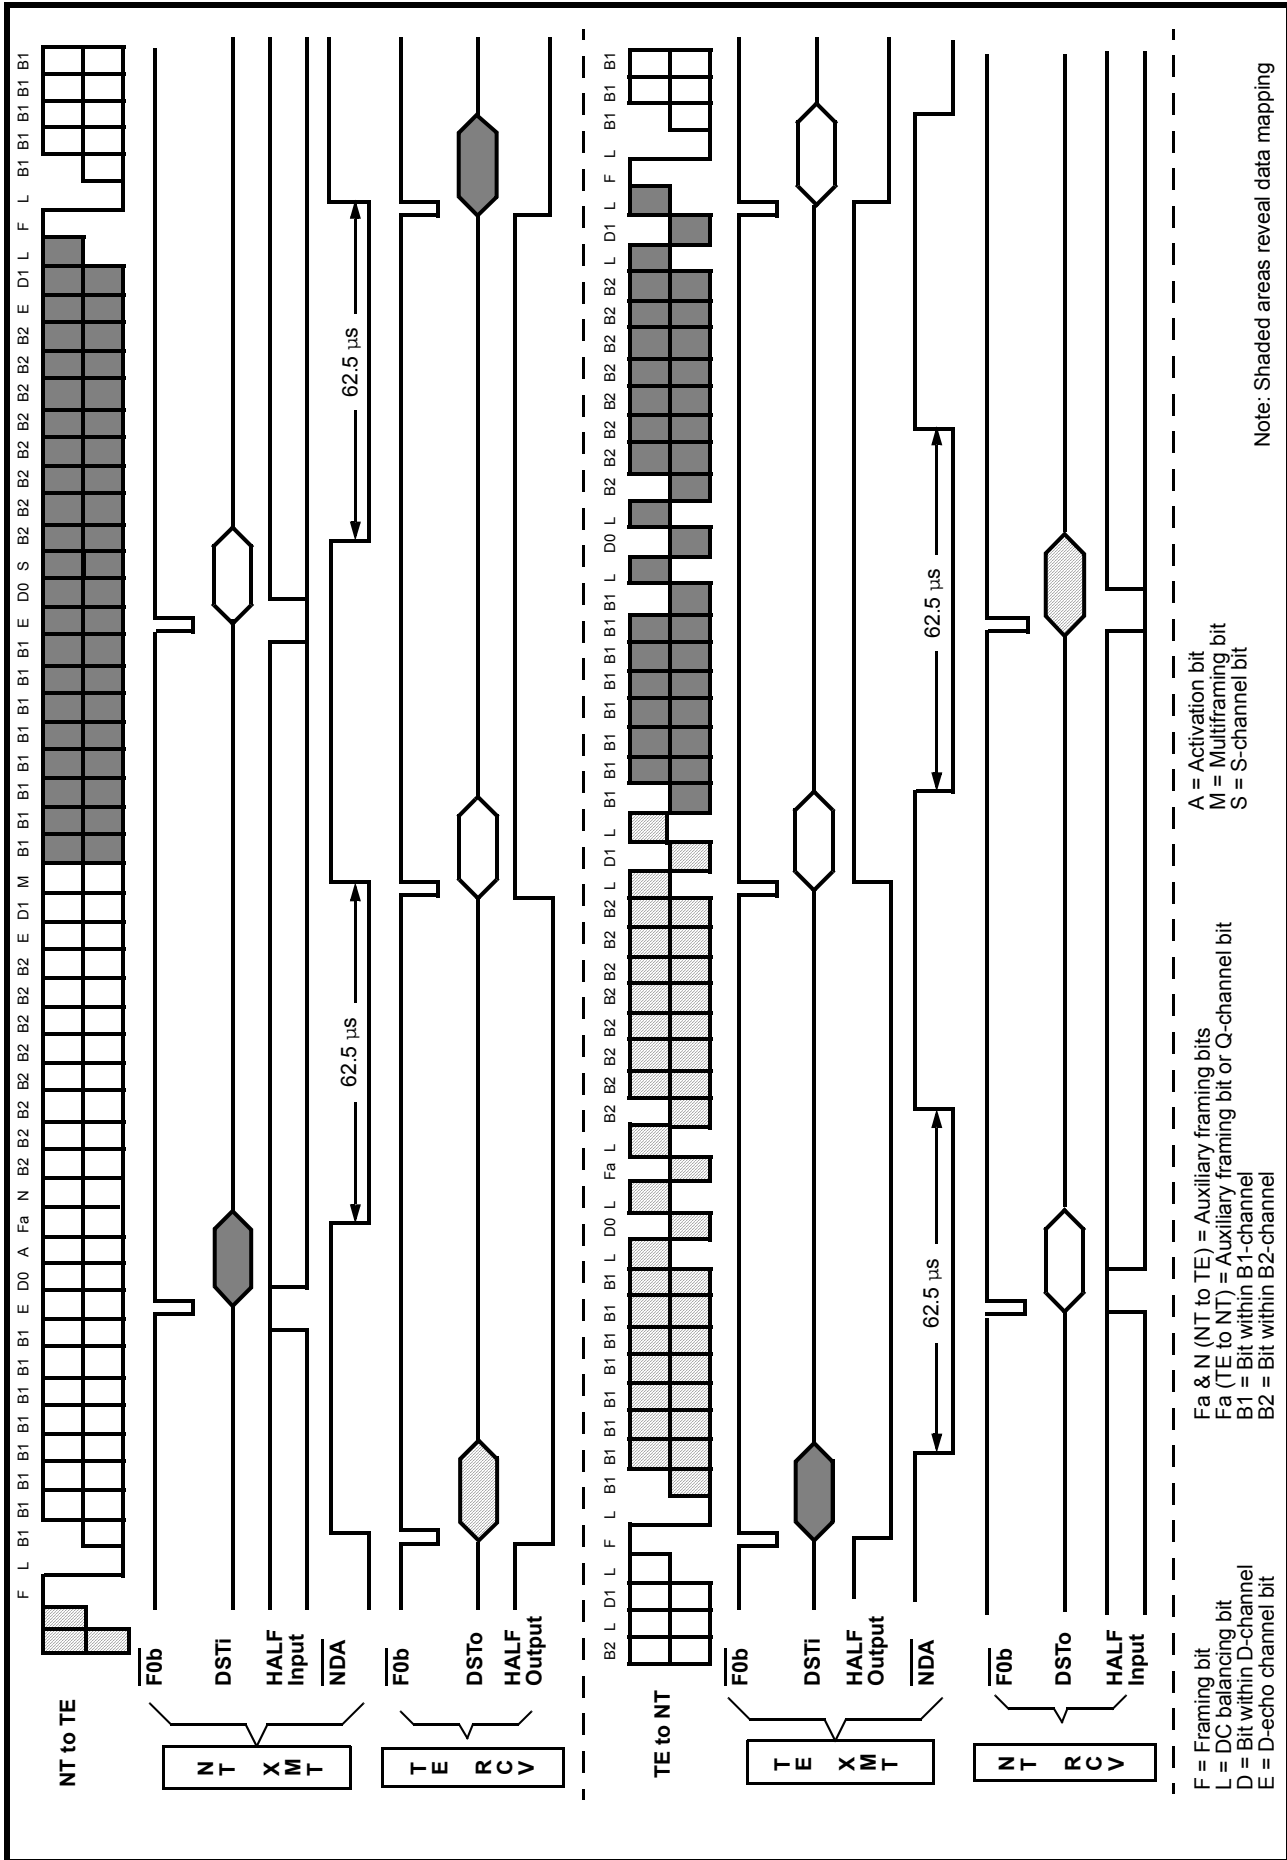 F L B1 B1 B1 B1 B1 B1 B1 B1 E D0 A Fa N B2 B2 B2 B2 B2 B2 B2 B2 E D1 M B1 B1 B1 B1 B1 B1 B1 B1 E D0 S B2 B2 B2 B2 B2 B2 B2 B2 E D1 L F L B1 B1 B1 B1 B1
NT to TE
NT XMT
F0b
DSTi
HALF
Input
NDA
62.5 µs
62.5 µs
TE RCV
F0b
DSTo
HALF
Output
B2 L D1 L F L B1 B1 B1 B1 B1 B1 B1 B1 L D0 L Fa L B2 B2 B2 B2 B2 B2 B2 B2 L D1 L B1 B1 B1 B1 B1 B1 B1 B1 L D0 L B2 B2 B2 B2 B2 B2 B2 B2 L D1 L F L B1 B1 B1
TE to NT
TE XMT
F0b
DSTi
HALF
Output
NDA
62.5 µs
62.5 µs
NT RCV
F0b
DSTo
HALF
Input
F = Framing bit
L = DC balancing bit
D = Bit within D-channel
E = D-echo channel bit
Fa & N (NT to TE) = Auxiliary framing bits
Fa (TE to NT) = Auxiliary framing bit or Q-channel bit
B1 = Bit within B1-channel
B2 = Bit within B2-channel
A = Activation bit
M = Multiframing bit
S = S-channel bit
Note: Shaded areas reveal data mapping